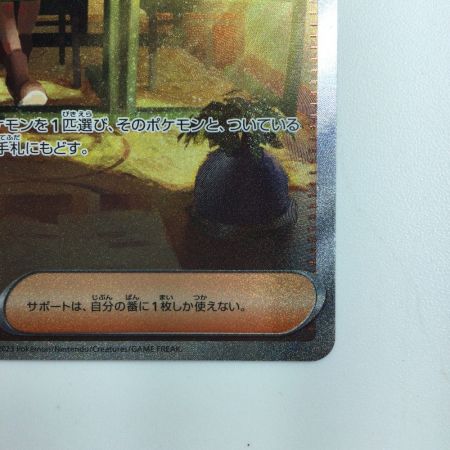 ケモンを1匹選び、そのポケモンと、ついている
手札にもどす。
サポートは、自分の番に1枚しか使えない。
2023 Pokémon/Nintendo/Creatures/GAME FREAK.